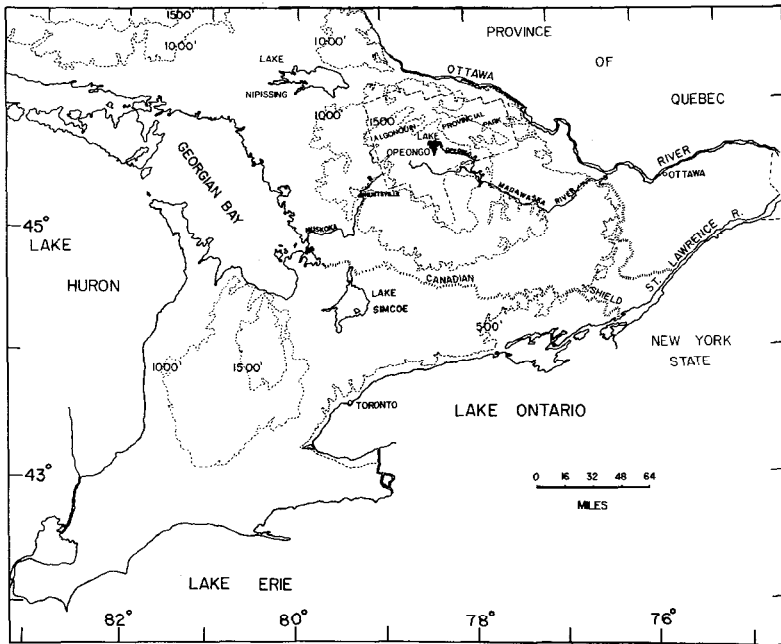 1500'
1000'
1000'
PROVINCE
OF
QUEBEC
LAKE
NIPISSING
OTTAWA
RIVER
1000'
1500'
ALGONQUIN
PROVINCIAL
PARK
LAKE
OPEONGO
MADAWASKA
RIVER
OTTAWA
GEORGIAN
BAY
HUNTSVILLE
MUSKOKA
45°
LAKE
HURON
CANADIAN
SHIELD
ST. LAWRENCE R.
LAKE
SIMCOE
500'
NEW YORK
STATE
1000'
1500'
TORONTO
LAKE ONTARIO
43°
0 16 32 48 64
MILES
LAKE ERIE
82° 80° 78° 76°